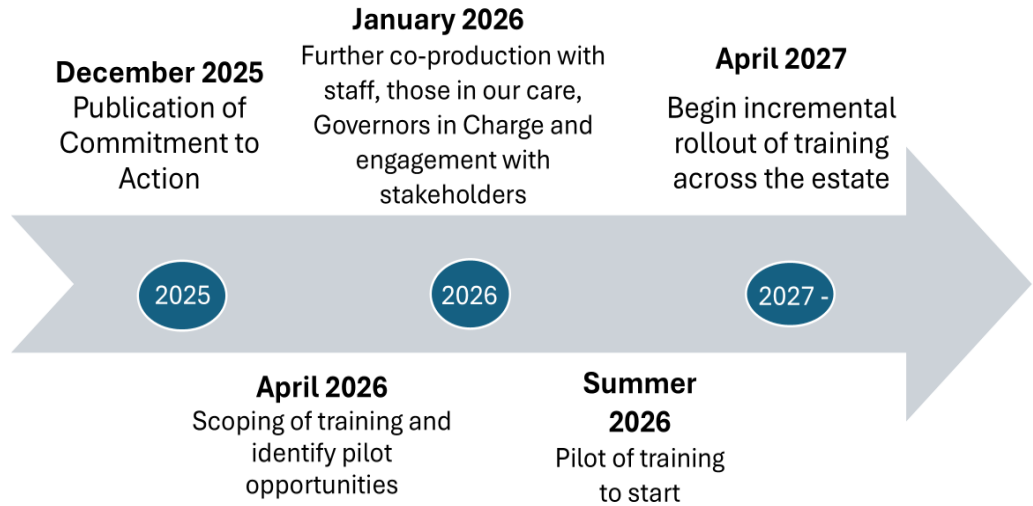 December 2025
Publication of
Commitment to
Action
January 2026
Further co-production with
staff, those in our care,
Governors in Charge and
engagement with
stakeholders
April 2027
Begin incremental
rollout of training
across the estate
2025
2026
2027 -
April 2026
Scoping of training and
identify pilot
opportunities
Summer
2026
Pilot of training
to start